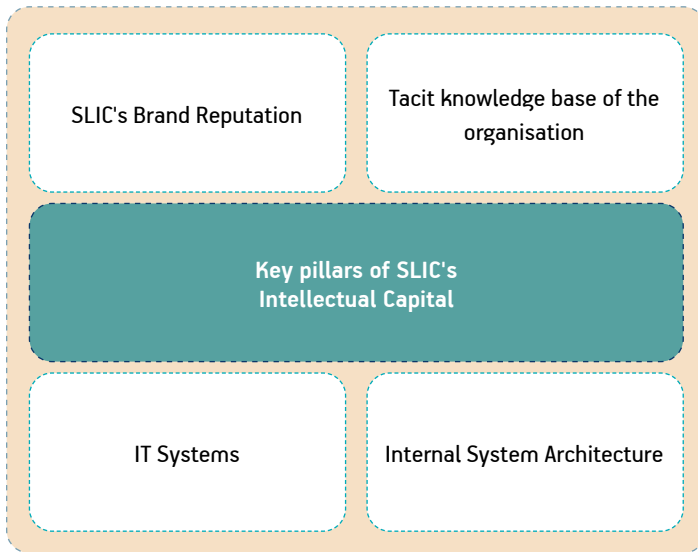 SLIC's Brand Reputation
Tacit knowledge base of the
organisation
Key pillars of SLIC's
Intellectual Capital
IT Systems
Internal System Architecture